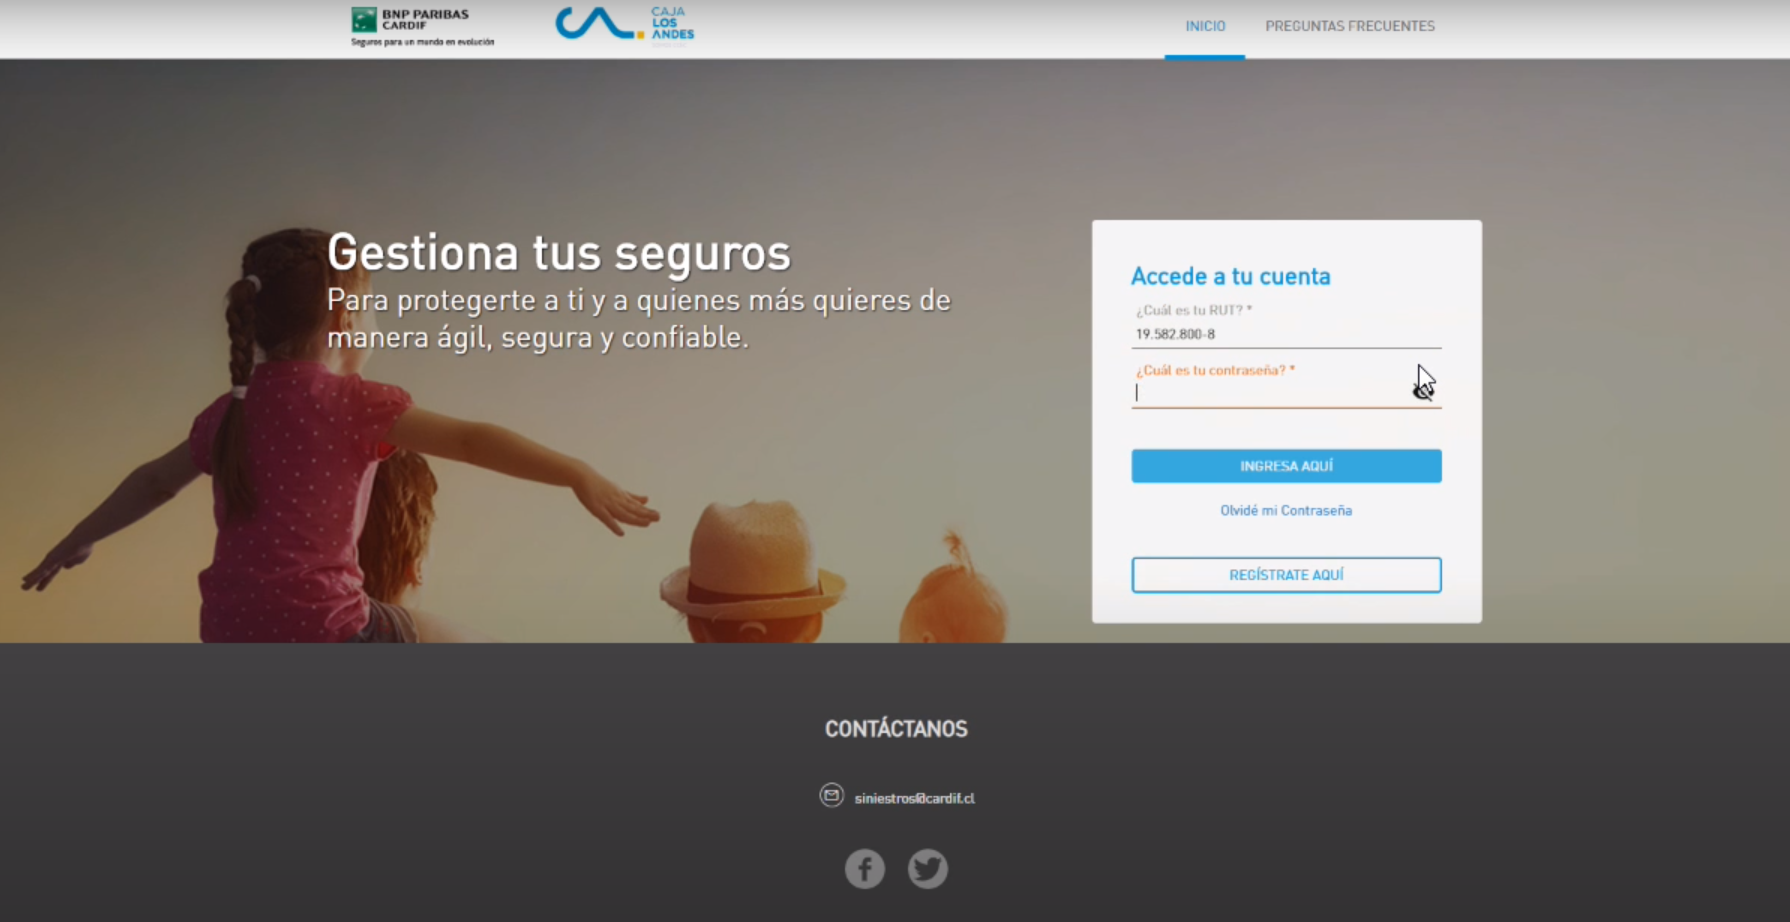 BNP PARIBAS
CARDIF
Seguros para un mundo en evolución
CAJA
LOS
ANDES
INICIO
PREGUNTAS FRECUENTES
Gestiona tus seguros
Para protegerte a ti y a quienes más quieres de
manera ágil, segura y confiable.
Accede a tu cuenta
¿Cuál es tu RUT? *
19.582.800-8
¿Cuál es tu contraseña? *
INGRESA AQUÍ
Olvidé mi Contraseña
REGÍSTRATE AQUÍ
CONTÁCTANOS
siniestros@cardif.cl